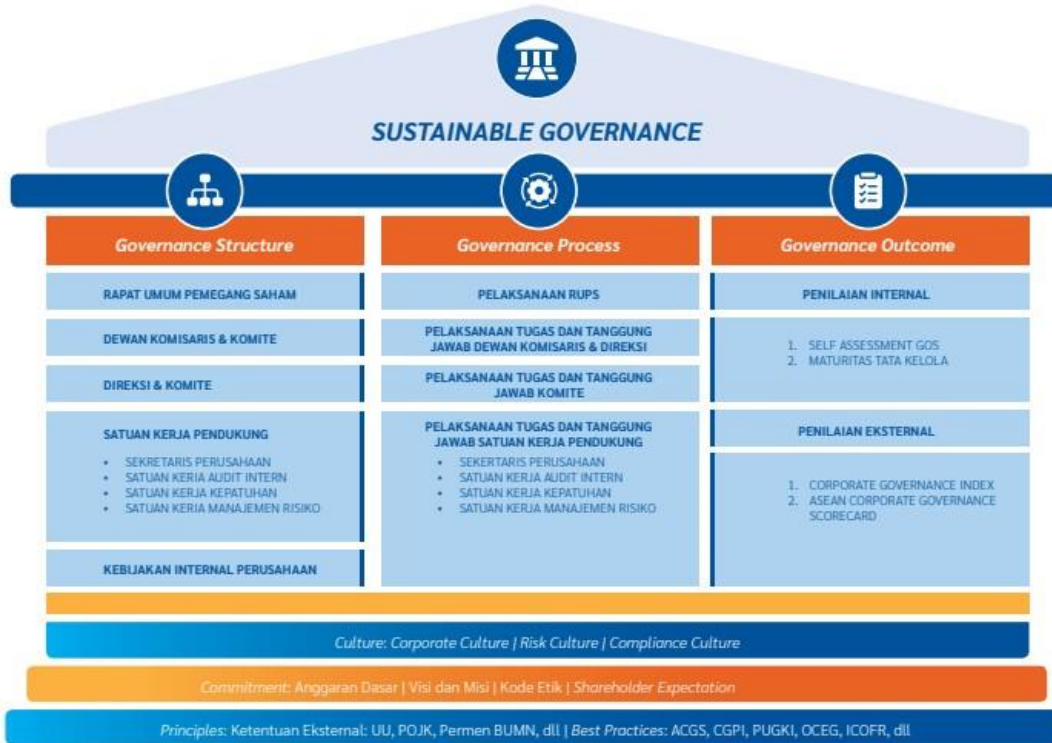 SUSTAINABLE GOVERNANCE
Governance Structure
RAPAT UMUM PEMEGANG SAHAM
DEWAN KOMISARIS & KOMITE
DIREKSI & KOMITE
SATUAN KERJA PENDUKUNG
• SEKRETARIS PERUSAHAAN
• SATUAN KERJA AUDIT INTERN
• SATUAN KERJA KEPATUHAN
• SATUAN KERJA MANAJEMEN RISIKO
KEBIJAKAN INTERNAL PERUSAHAAN
Governance Process
PELAKSANAAN RUPS
PELAKSANAAN TUGAS DAN TANGGUNG
JAWAB DEWAN KOMISARIS & DIREKSI
PELAKSANAAN TUGAS DAN TANGGUNG
JAWAB KOMITE
PELAKSANAAN TUGAS DAN TANGGUNG
JAWAB SATUAN KERJA PENDUKUNG
• SEKERTARIS PERUSAHAAN
• SATUAN KERJA AUDIT INTERN
• SATUAN KERJA KEPATUHAN
• SATUAN KERJA MANAJEMEN RISIKO
Governance Outcome
PENILAIAN INTERNAL
1. SELF ASSESSMENT GOS
2. MATURITAS TATA KELOLA
PENILAIAN EKSTERNAL
1. CORPORATE GOVERNANCE INDEX
2. ASEAN CORPORATE GOVERNANCE
SCORECARD
Culture: Corporate Culture | Risk Culture | Compliance Culture
Commitment: Anggaran Dasar | Visi dan Misi | Kode Etik | Shareholder Expectation
Principles: Ketentuan Eksternal: UU, POJK, Permen BUMN, dll | Best Practices: ACGS, CGPI, PUGKI, OCEG, ICOFR, dll